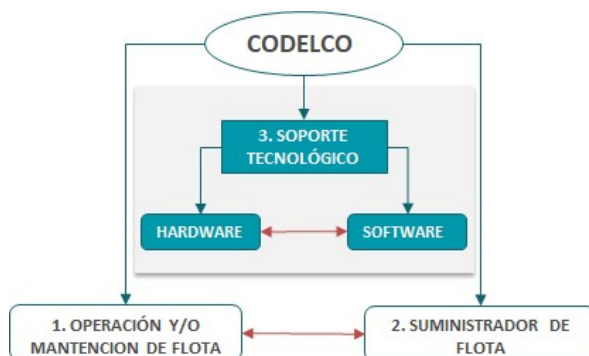 CODELCO
3. SOPORTE
TECNOLÓGICO
HARDWARE
SOFTWARE
1. OPERACIÓN Y/O
MANTENCION DE FLOTA
2. SUMINISTRADOR DE
FLOTA